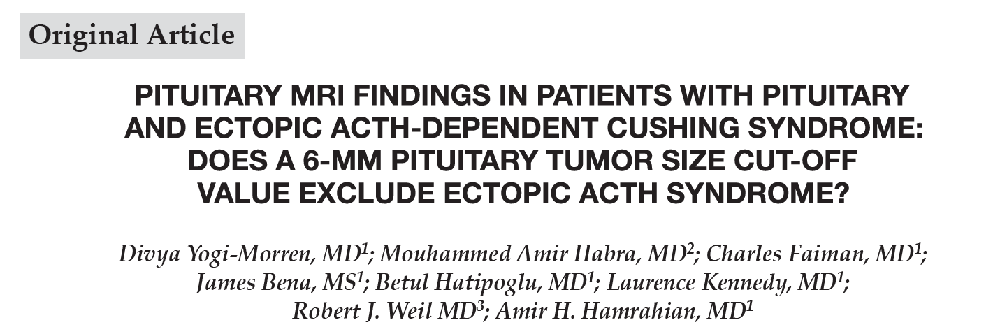 Original Article
PITUITARY MRI FINDINGS IN PATIENTS WITH PITUITARY
AND ECTOPIC ACTH-DEPENDENT CUSHING SYNDROME:
DOES A 6-MM PITUITARY TUMOR SIZE CUT-OFF
VALUE EXCLUDE ECTOPIC ACTH SYNDROME?
Divya Yogi-Morren, MD¹; Mouhammed Amir Habra, MD²; Charles Faiman, MD¹;
James Bena, MS¹; Betul Hatipoglu, MD¹; Laurence Kennedy, MD¹;
Robert J. Weil MD³; Amir H. Hamrahian, MD¹